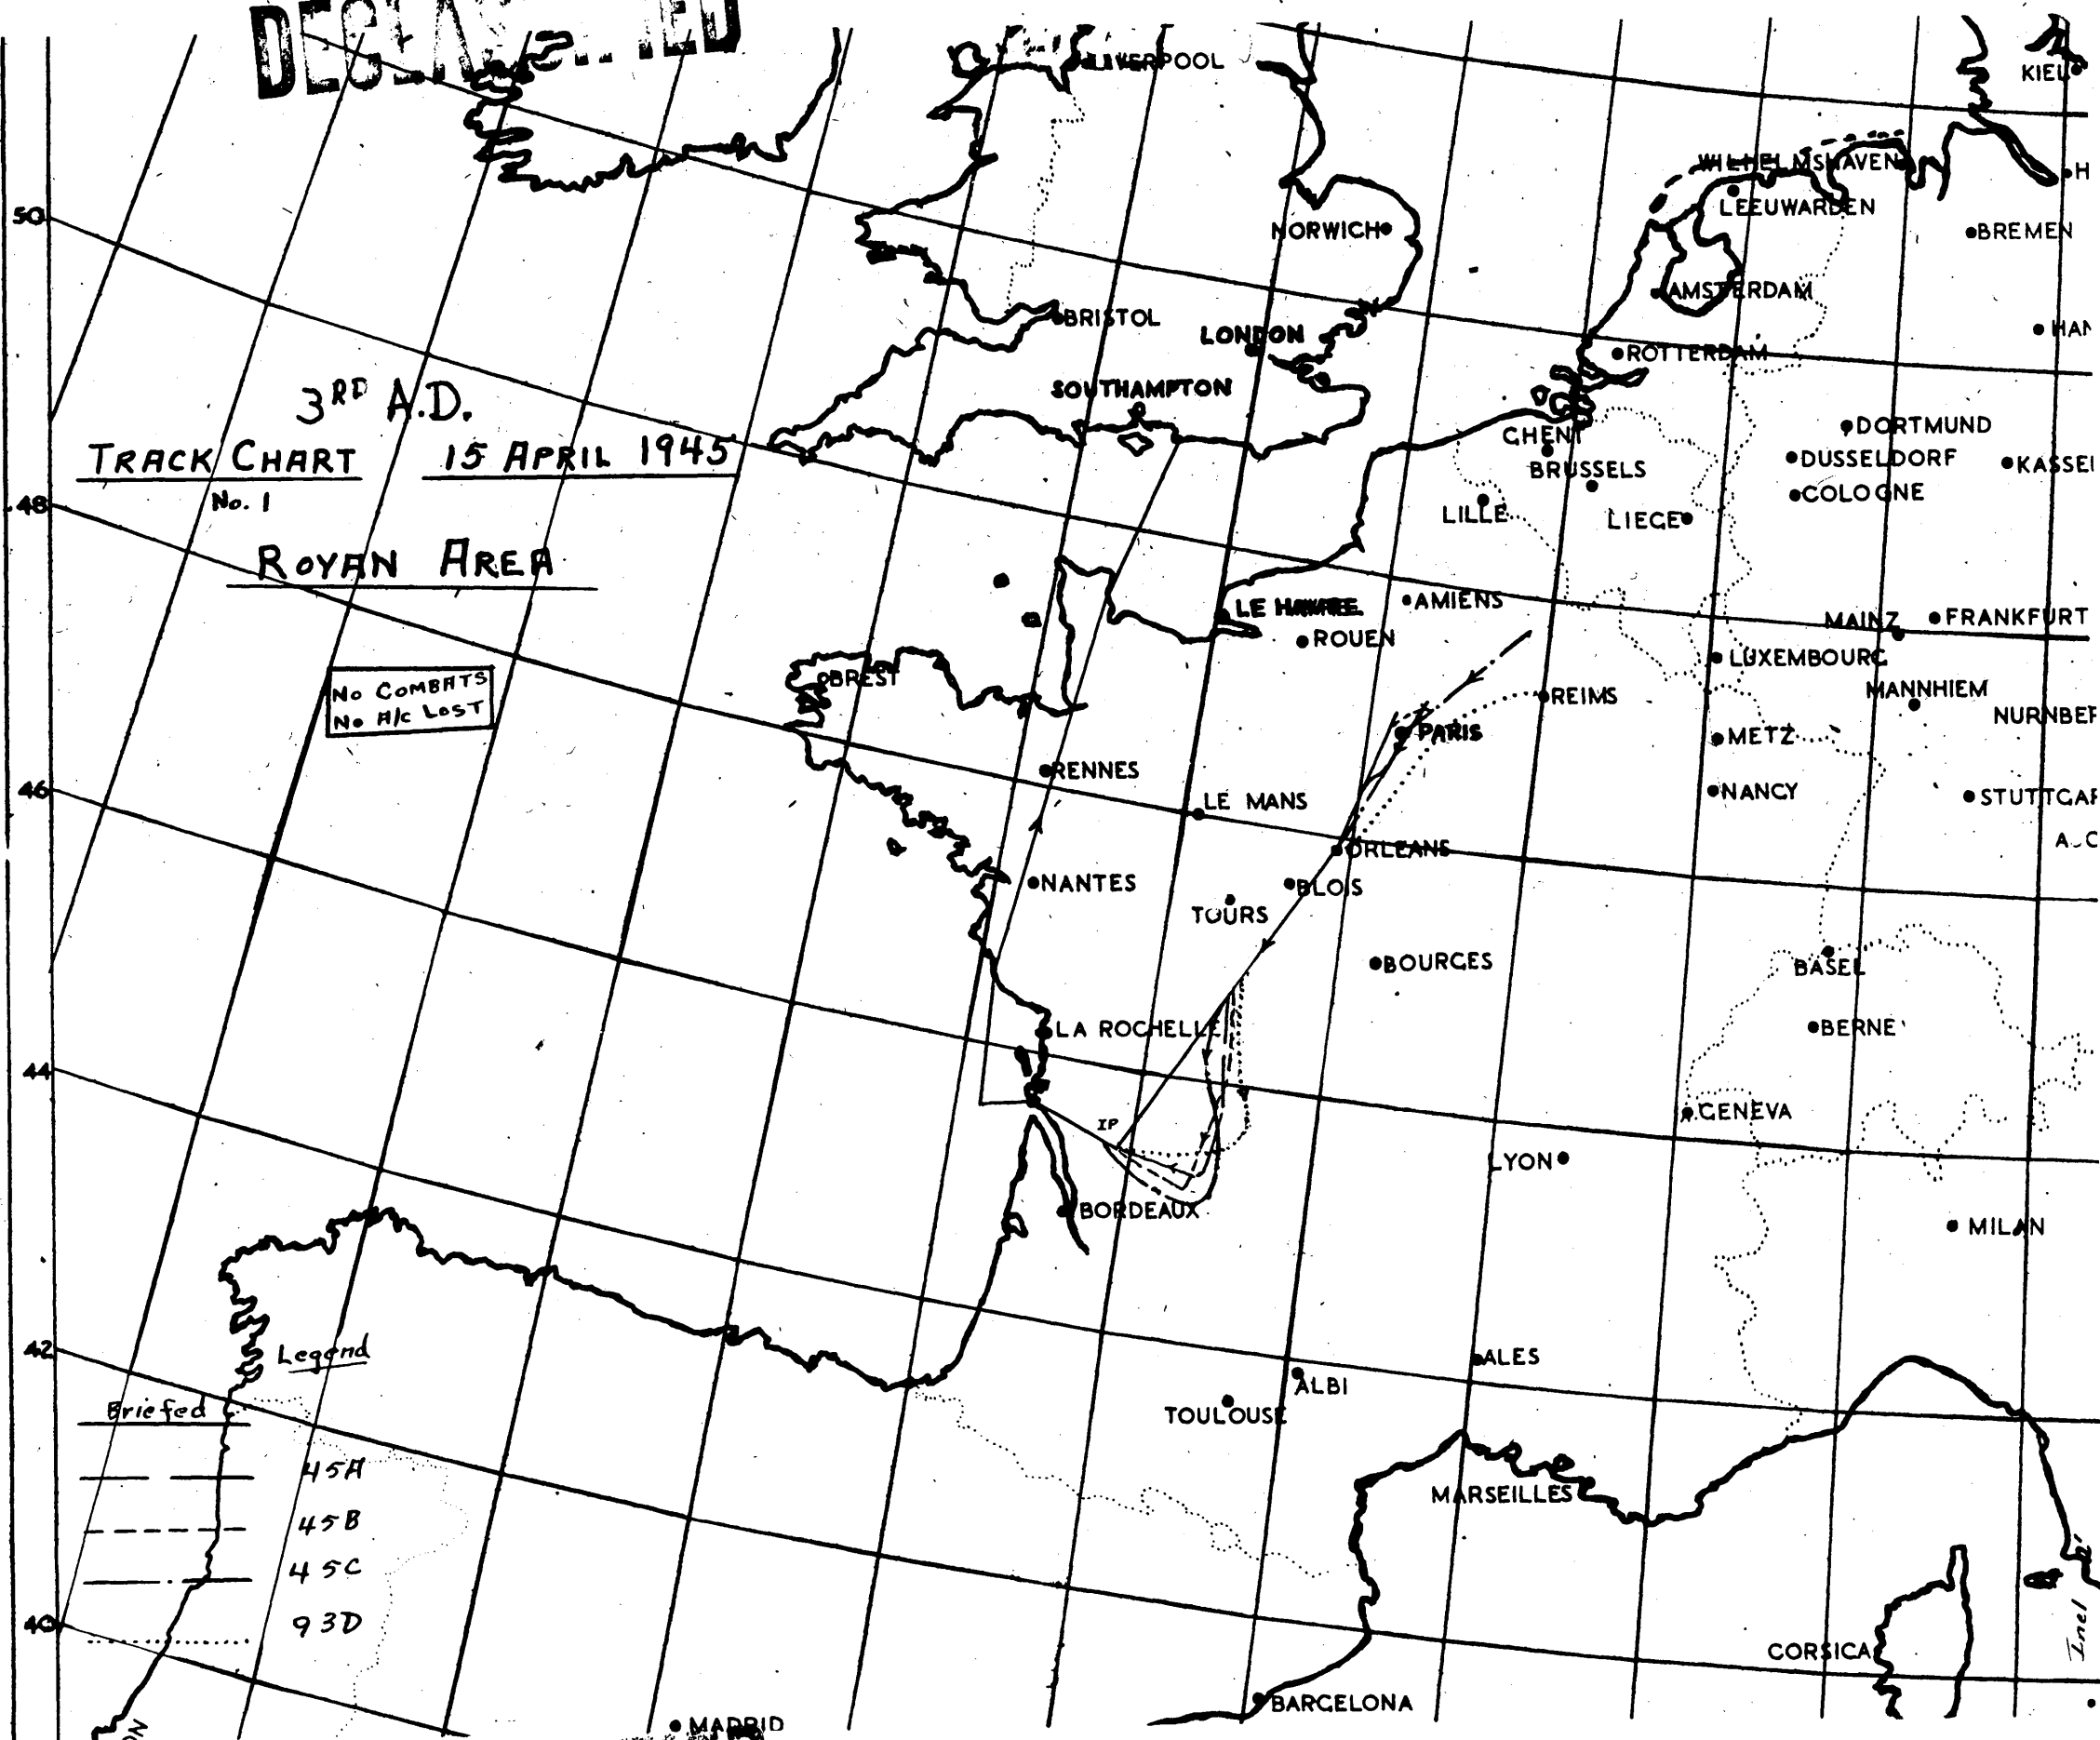 DECLASSIFIED
LIVERPOOL
KIEL
WILHELMSHAVEN
H
50
LEEUWARDEN
NORWICH
BREMEN
AMSTERDAM
BRISTOL
LONDON
HAN
ROTTERDAM
3RD A.D.
SOUTHAMPTON
TRACK CHART 15 APRIL 1945
No. 1
GHENT
DORTMUND
BRUSSELS
DUSSELDORF
KASSEL
COLOGNE
48
LILLE
LIEGE
ROYAN AREA
LE HAVRE
AMIENS
ROUEN
MAINZ
FRANKFURT
LUXEMBOURG
No COMBATS
No A/c LOST
BREST
REIMS
MANNHIEM
NURNBER
PARIS
METZ
RENNES
46
LE MANS
NANCY
STUTTGAR
ORLEANS
NANTES
BLOIS
TOURS
BOURGES
BASEL
LA ROCHELLE
BERNE
44
IP
GENEVA
LYON
BORDEAUX
MILAN
42
Legend
ALES
ALBI
Briefed
TOULOUSE
45A
MARSEILLES
45B
45C
93D
40
CORSICA
BARCELONA
MADRID